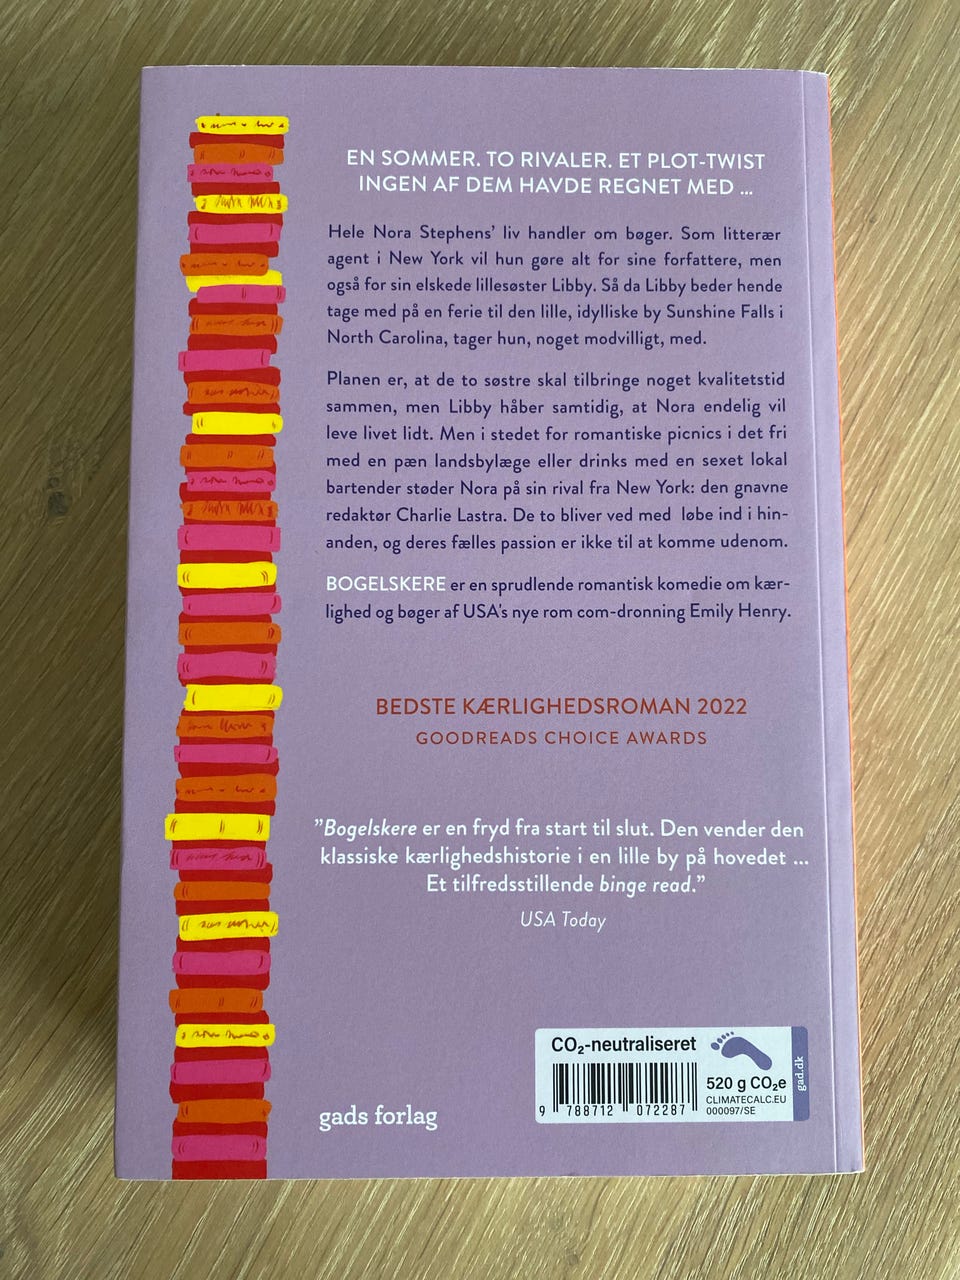 EN SOMMER. TO RIVALER. ET PLOT-TWIST
INGEN AF DEM HAVDE REGNET MED ...
Hele Nora Stephens’ liv handler om bøger. Som litterær
agent i New York vil hun gøre alt for sine forfattere, men
også for sin elskede lillesøster Libby. Så da Libby beder hende
tage med på en ferie til den lille, idylliske by Sunshine Falls i
North Carolina, tager hun, noget modvilligt, med.
Planen er, at de to søstre skal tilbringe noget kvalitetstid
sammen, men Libby håber samtidig, at Nora endelig vil
leve livet lidt. Men i stedet for romantiske picnics i det fri
med en pæn landsbylæge eller drinks med en sexet lokal
bartender støder Nora på sin rival fra New York: den gnavne
redaktør Charlie Lastra. De to bliver ved med løbe ind i hin-
anden, og deres fælles passion er ikke til at komme udenom.
BOGELSKERE er en sprudlende romantisk komedie om kær-
lighed og bøger af USA's nye rom com-dronning Emily Henry.
BEDSTE KÆRLIGHEDSROMAN 2022
GOODREADS CHOICE AWARDS
”Bogelskere er en fryd fra start til slut. Den vender den
klassiske kærlighedshistorie i en lille by på hovedet ...
Et tilfredsstillende binge read.”
USA Today
gads forlag
CO₂-neutraliseret
9 788712 072287
520 g CO₂e
CLIMATECALC.EU
000097/SE
gad.dk